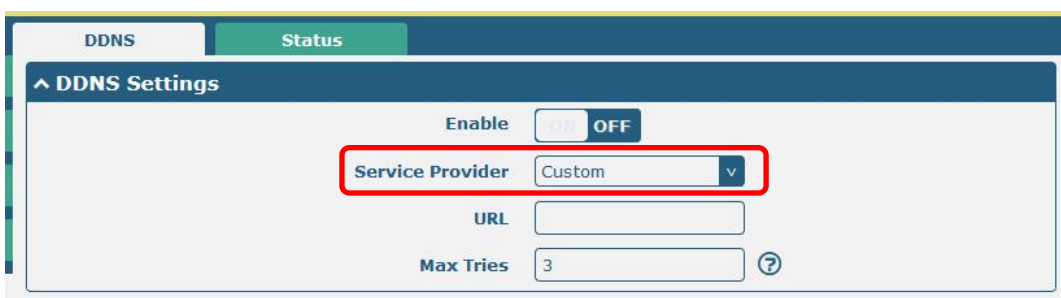 DDNS Status
^ DDNS Settings
Enable ON OFF
Service Provider Custom v
URL
Max Tries 3 ?